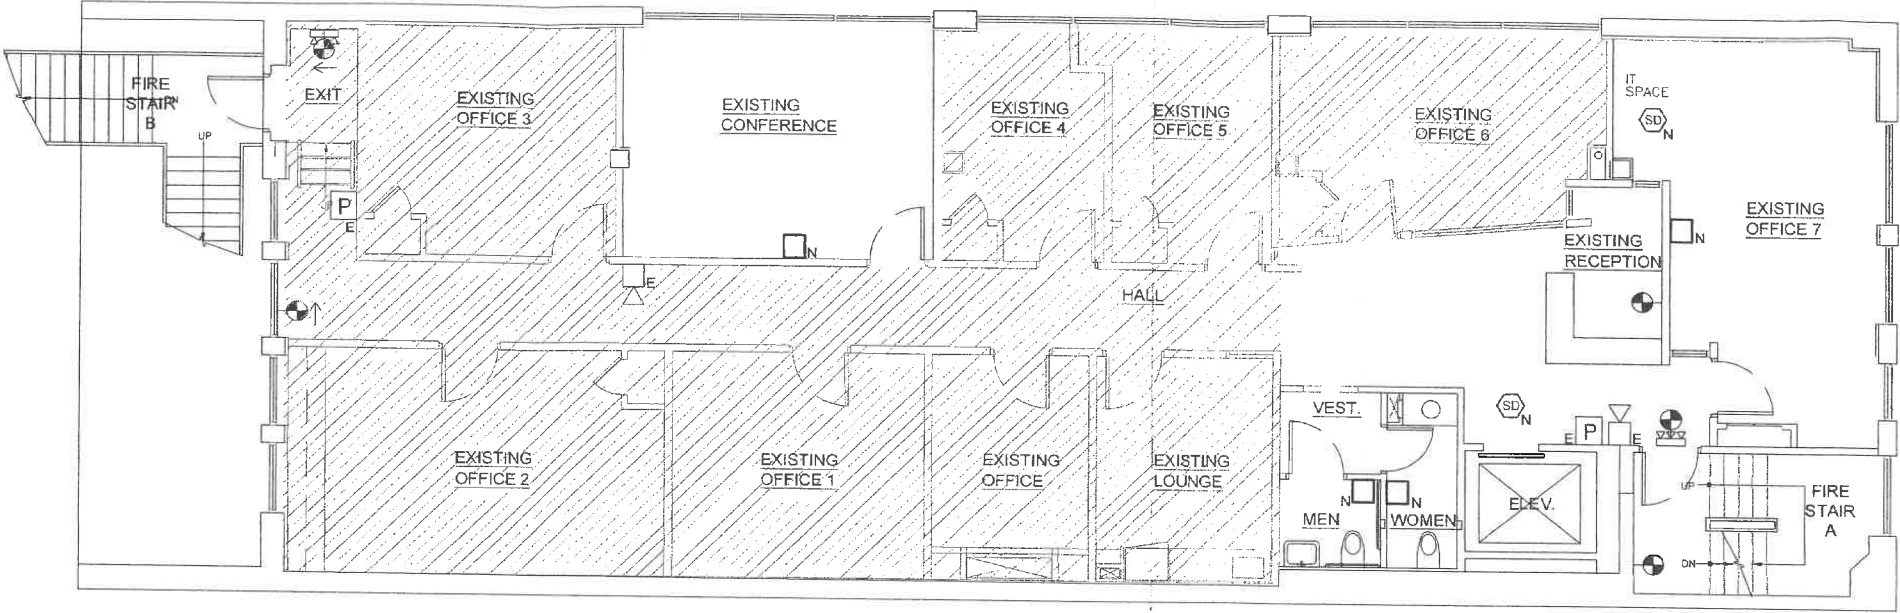 FIRE
STAIR
B
UP
EXIT
P
E
EXISTING
OFFICE 3
EXISTING
CONFERENCE
N
E
EXISTING
OFFICE 4
EXISTING
OFFICE 5
EXISTING
OFFICE 6
IT
SPACE
SD
N
EXISTING
OFFICE 7
N
EXISTING
RECEPTION
HALL
EXISTING
OFFICE 2
EXISTING
OFFICE 1
EXISTING
OFFICE
EXISTING
LOUNGE
VEST.
MEN
N
WOMEN
N
SD
N
E
P
E
ELEV.
UP
DN
FIRE
STAIR
A